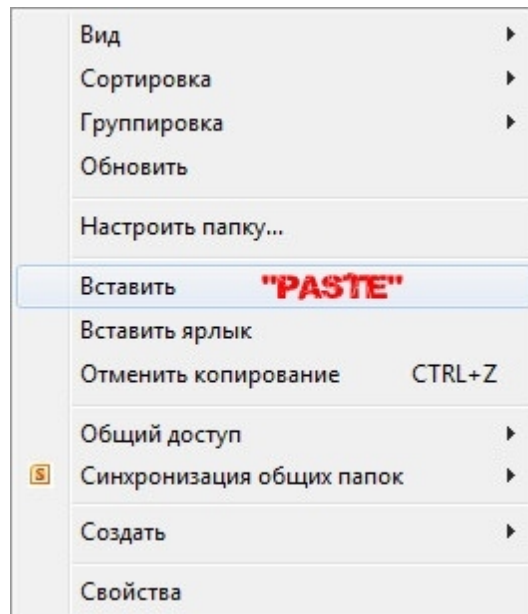 Вид
Сортировка
Группировка
Обновить
Настроить папку...
Вставить "PASTE"
Вставить ярлык
Отменить копирование CTRL+Z
Общий доступ
S Синхронизация общих папок
Создать
Свойства